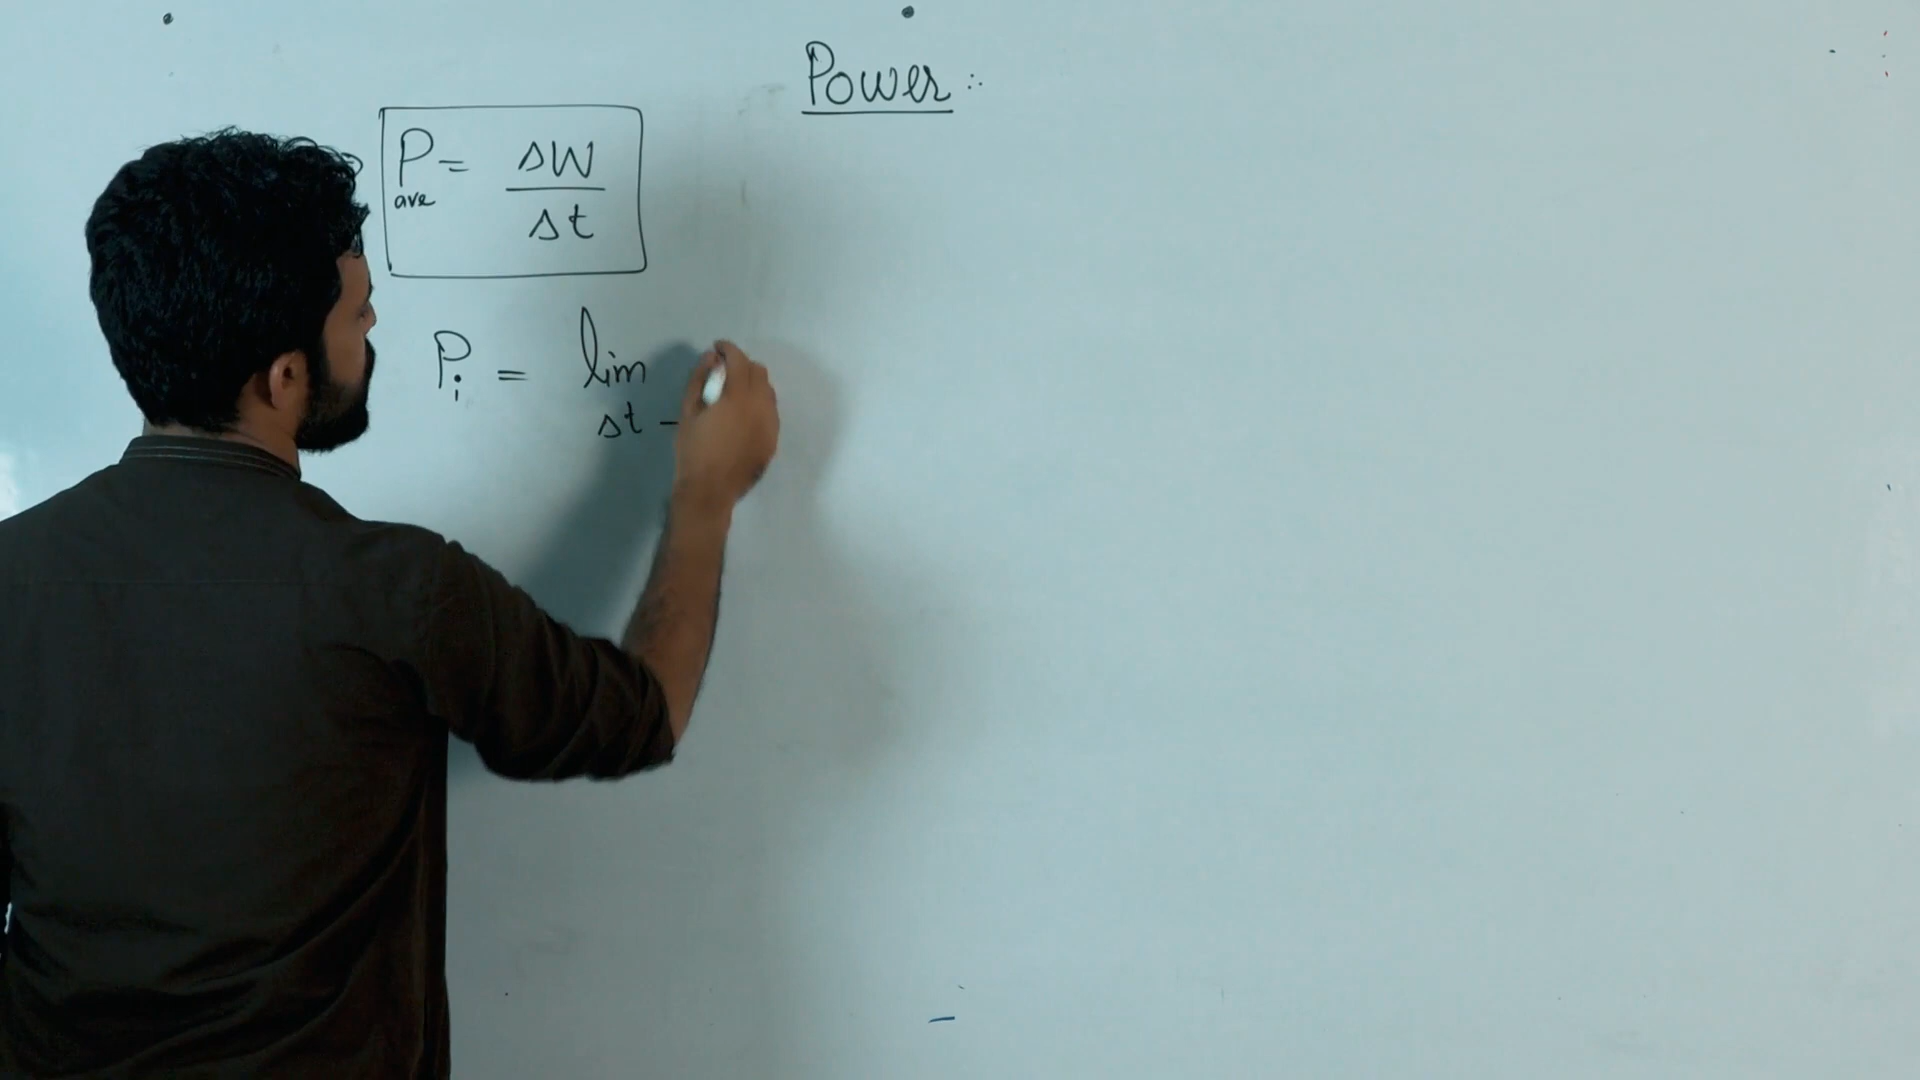 Power :
P ave = ΔW / Δt
P i = lim Δt -